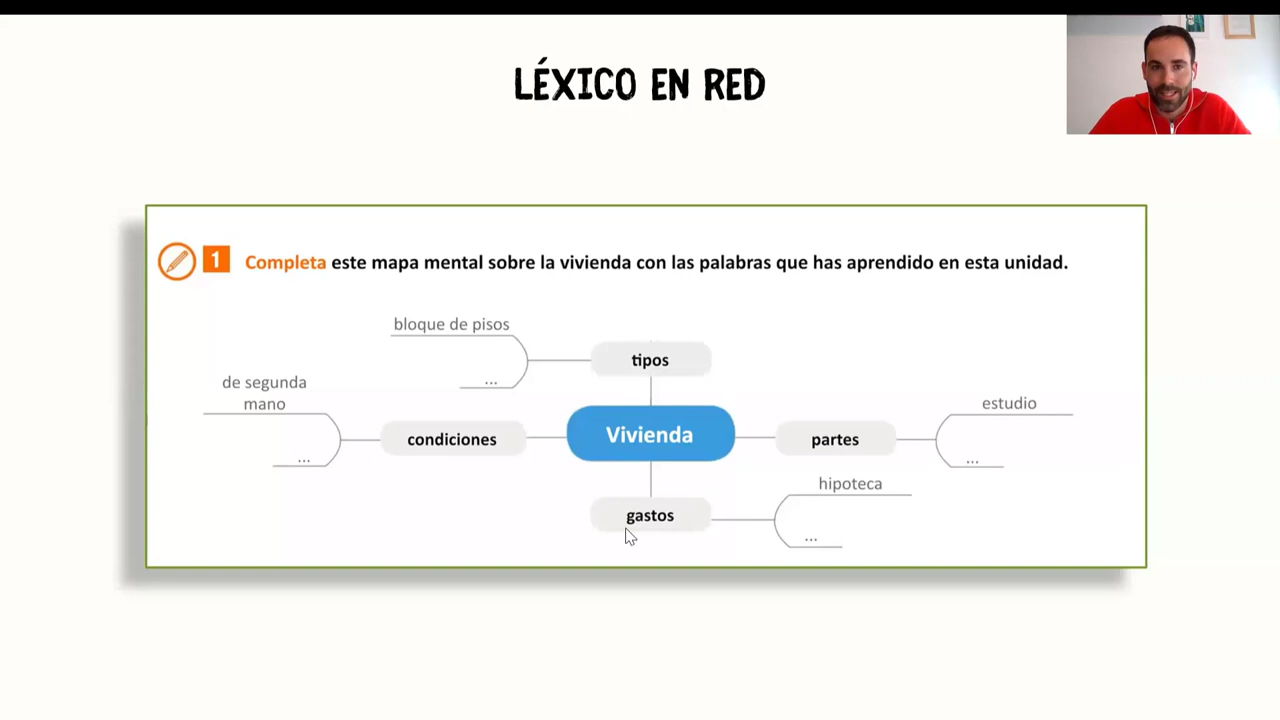 LÉXICO EN RED
1 Completa este mapa mental sobre la vivienda con las palabras que has aprendido en esta unidad.
bloque de pisos
...
tipos
de segunda
mano
...
condiciones
Vivienda
partes
estudio
...
gastos
hipoteca
...